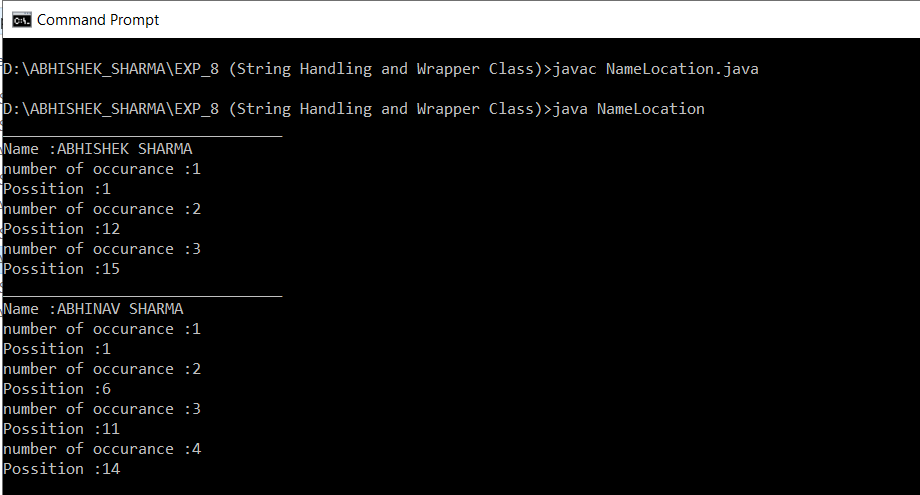 Command Prompt
D:\ABHISHEK_SHARMA\EXP_8 (String Handling and Wrapper Class)>javac NameLocation.java
D:\ABHISHEK_SHARMA\EXP_8 (String Handling and Wrapper Class)>java NameLocation
_______________________________
Name :ABHISHEK SHARMA
number of occurance :1
Possition :1
number of occurance :2
Possition :12
number of occurance :3
Possition :15
_______________________________
Name :ABHINAV SHARMA
number of occurance :1
Possition :1
number of occurance :2
Possition :6
number of occurance :3
Possition :11
number of occurance :4
Possition :14